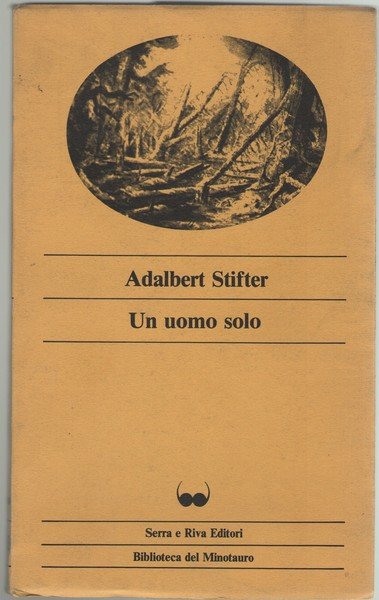 Adalbert Stifter
Un uomo solo
Serra e Riva Editori
Biblioteca del Minotauro